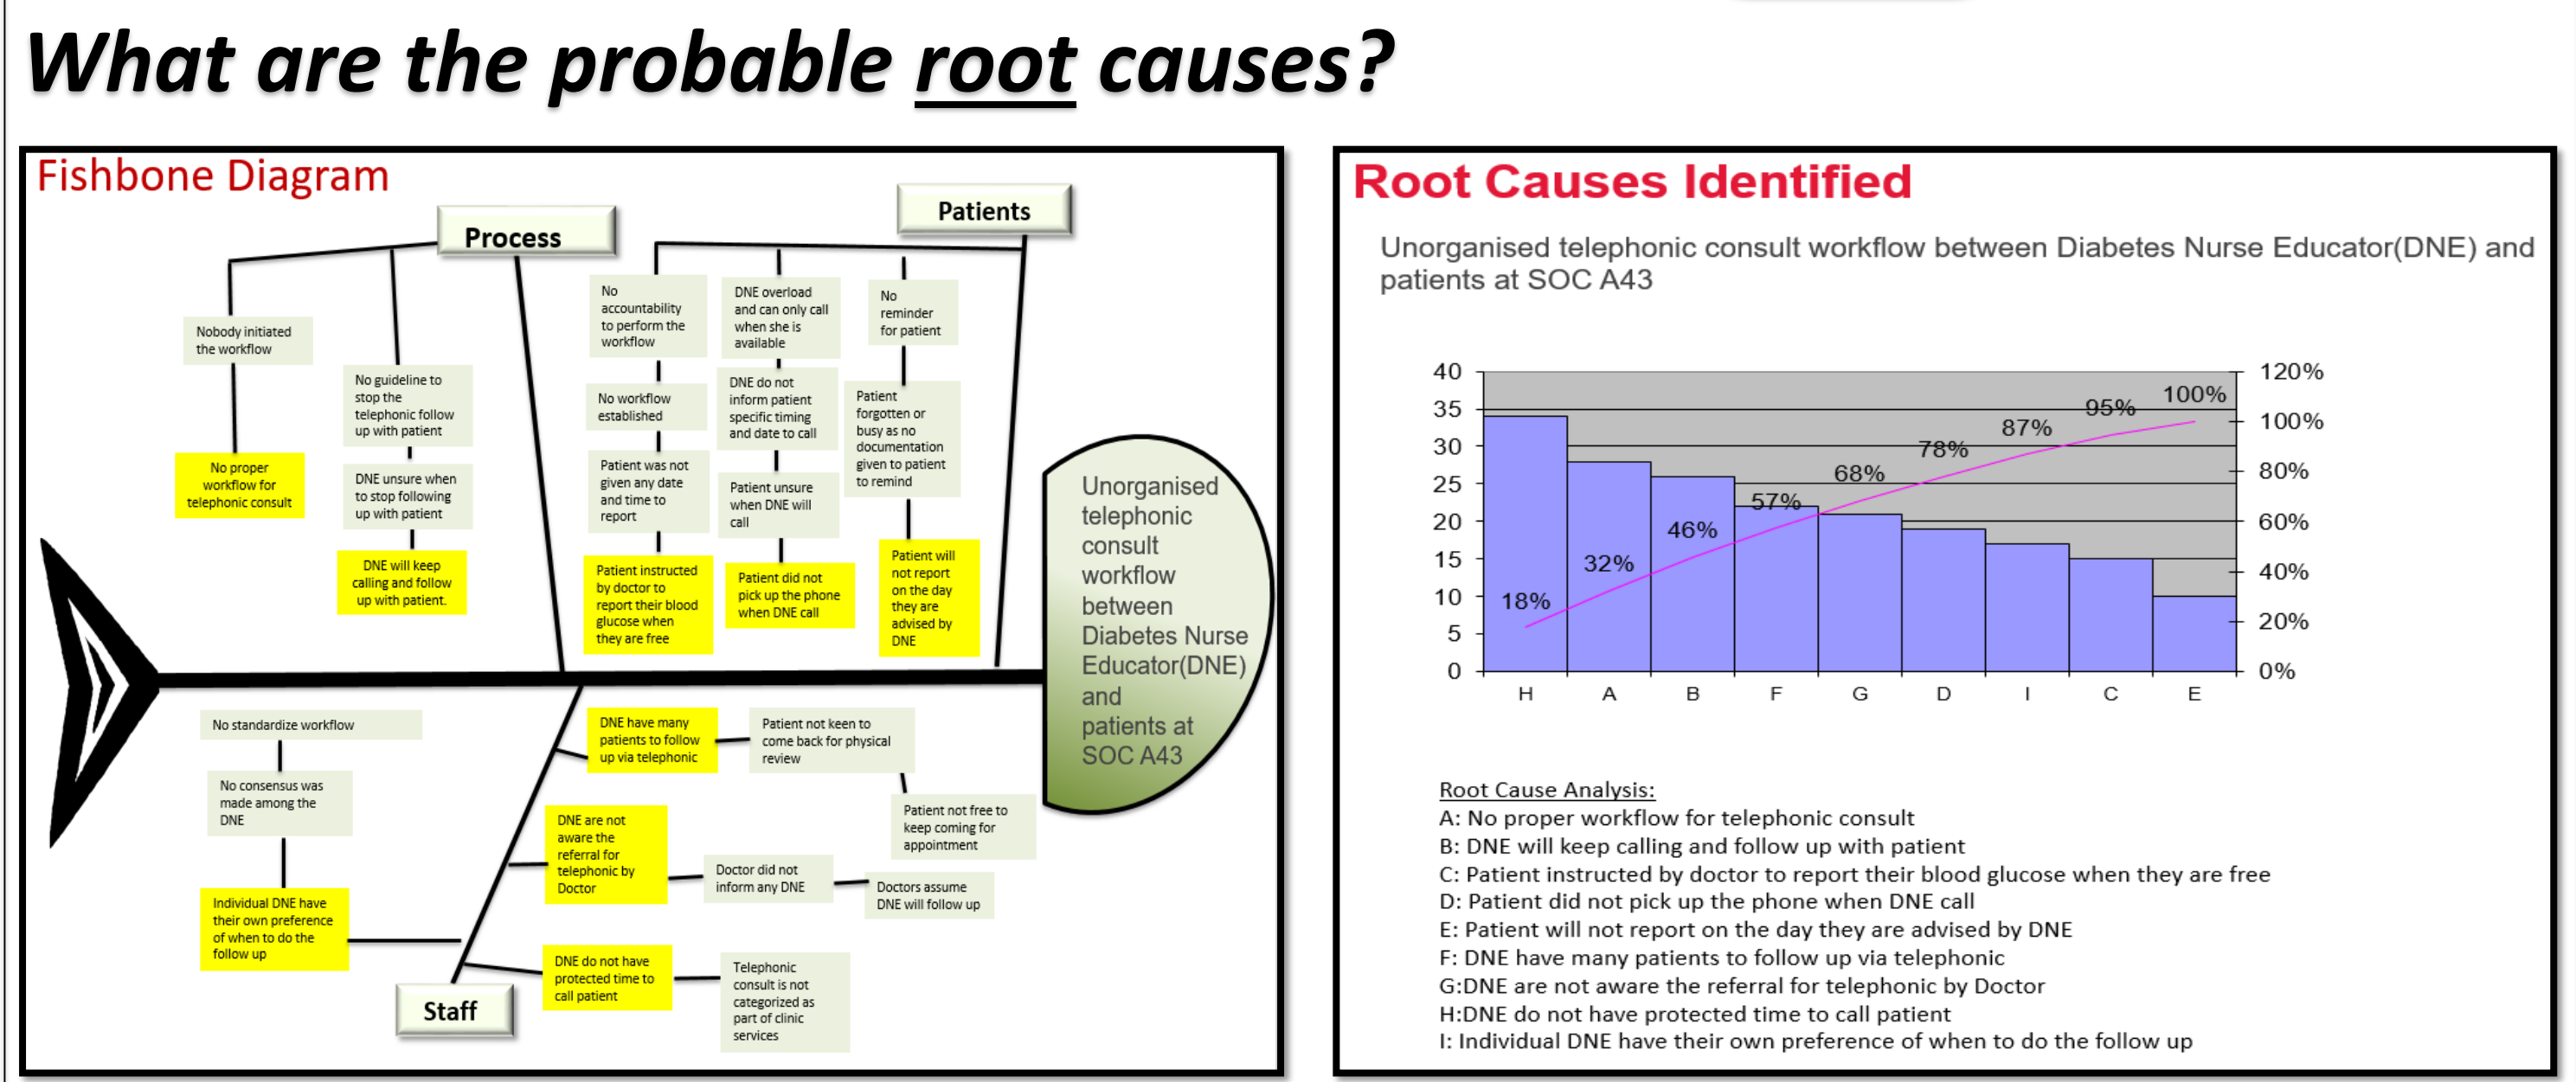 What are the probable root causes?
Fishbone Diagram
Process
Patients
Nobody initiated
the workflow
No proper
workflow for
telephonic consult
No guideline to
stop the
telephonic follow
up with patient
DNE unsure when
to stop following
up with patient
DNE will keep
calling and follow
up with patient.
No
accountability
to perform the
workflow
No workflow
established
Patient was not
given any date
and time to
report
Patient instructed
by doctor to
report their blood
glucose when
they are free
DNE overload
and can only call
when she is
available
DNE do not
inform patient
specific timing
and date to call
Patient unsure
when DNE will
call
Patient did not
pick up the phone
when DNE call
No
reminder
for patient
Patient
forgotten or
busy as no
documentation
given to patient
to remind
Patient will
not report
on the day
they are
advised by
DNE
Unorganised
telephonic
consult
workflow
between
Diabetes Nurse
Educator(DNE)
and
patients at
SOC A43
No standardize workflow
No consensus was
made among the
DNE
Individual DNE have
their own preference
of when to do the
follow up
DNE have many
patients to follow
up via telephonic
Patient not keen to
come back for physical
review
Patient not free to
keep coming for
appointment
DNE are not
aware the
referral for
telephonic by
Doctor
Doctor did not
inform any DNE
Doctors assume
DNE will follow up
DNE do not have
protected time to
call patient
Telephonic
consult is not
categorized as
part of clinic
services
Staff
Root Causes Identified
Unorganised telephonic consult workflow between Diabetes Nurse Educator(DNE) and
patients at SOC A43
40
35
30
25
20
15
10
5
0
18%
32%
46%
57%
68%
78%
87%
95%
100%
120%
100%
80%
60%
40%
20%
0%
H A B F G D I C E
Root Cause Analysis:
A: No proper workflow for telephonic consult
B: DNE will keep calling and follow up with patient
C: Patient instructed by doctor to report their blood glucose when they are free
D: Patient did not pick up the phone when DNE call
E: Patient will not report on the day they are advised by DNE
F: DNE have many patients to follow up via telephonic
G:DNE are not aware the referral for telephonic by Doctor
H:DNE do not have protected time to call patient
I: Individual DNE have their own preference of when to do the follow up